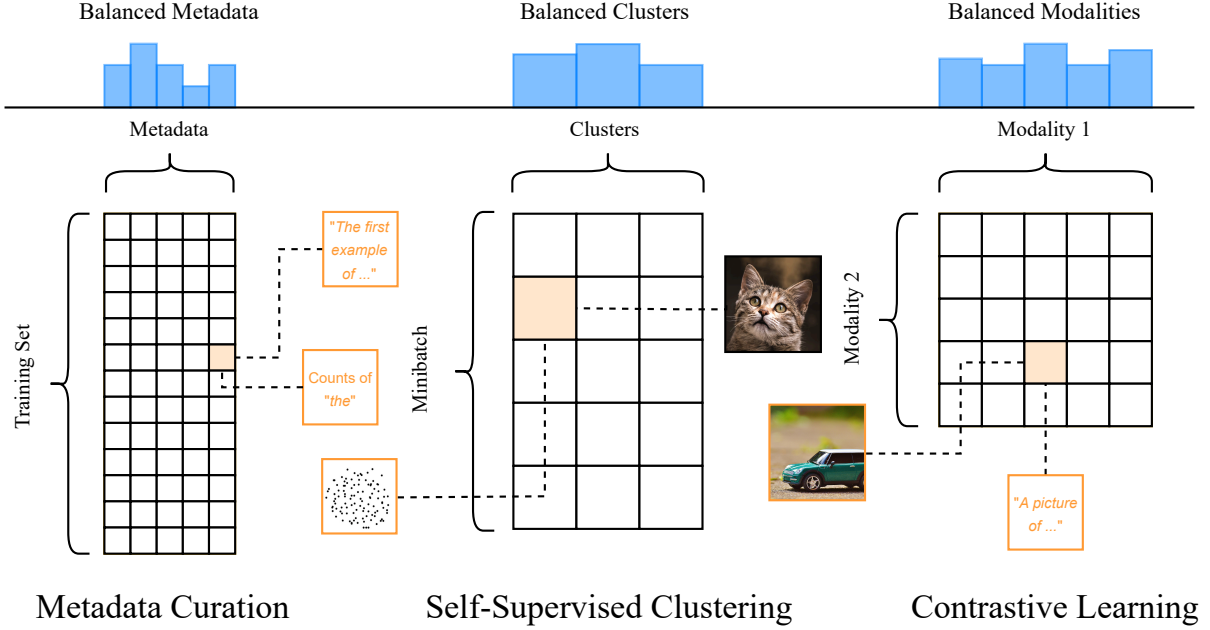 Balanced Metadata
Balanced Clusters
Balanced Modalities
Metadata
Clusters
Modality 1
Training Set
"The first
example
of ..."
Counts of
"the"
Minibatch
Modality 2
"A picture
of ..."
Metadata Curation
Self-Supervised Clustering
Contrastive Learning